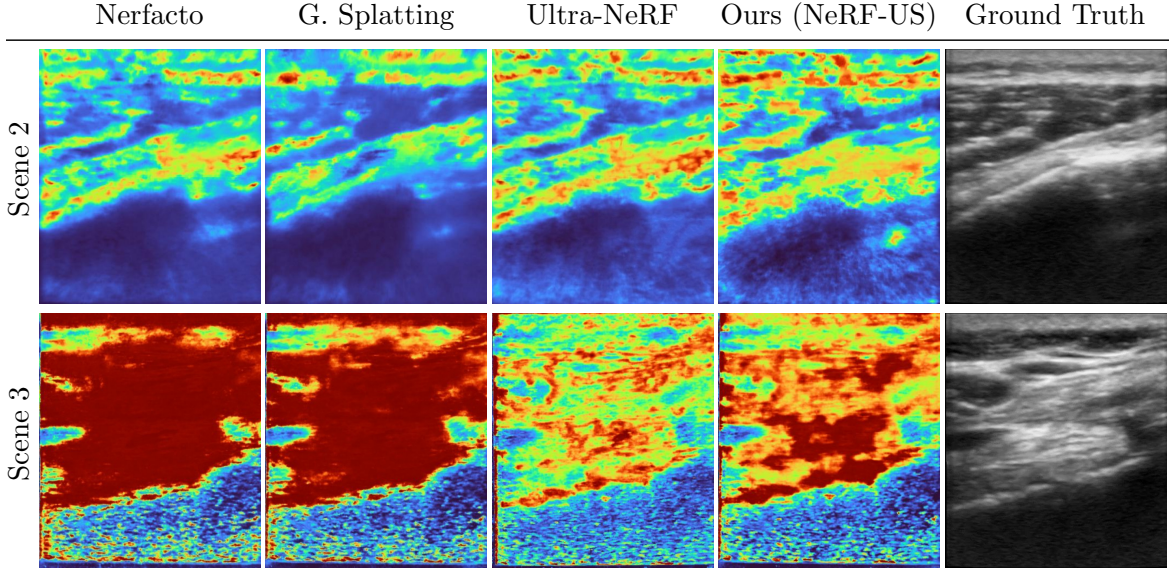 Nerfacto G. Splatting Ultra-NeRF Ours (NeRF-US) Ground Truth
Scene 2
Scene 3